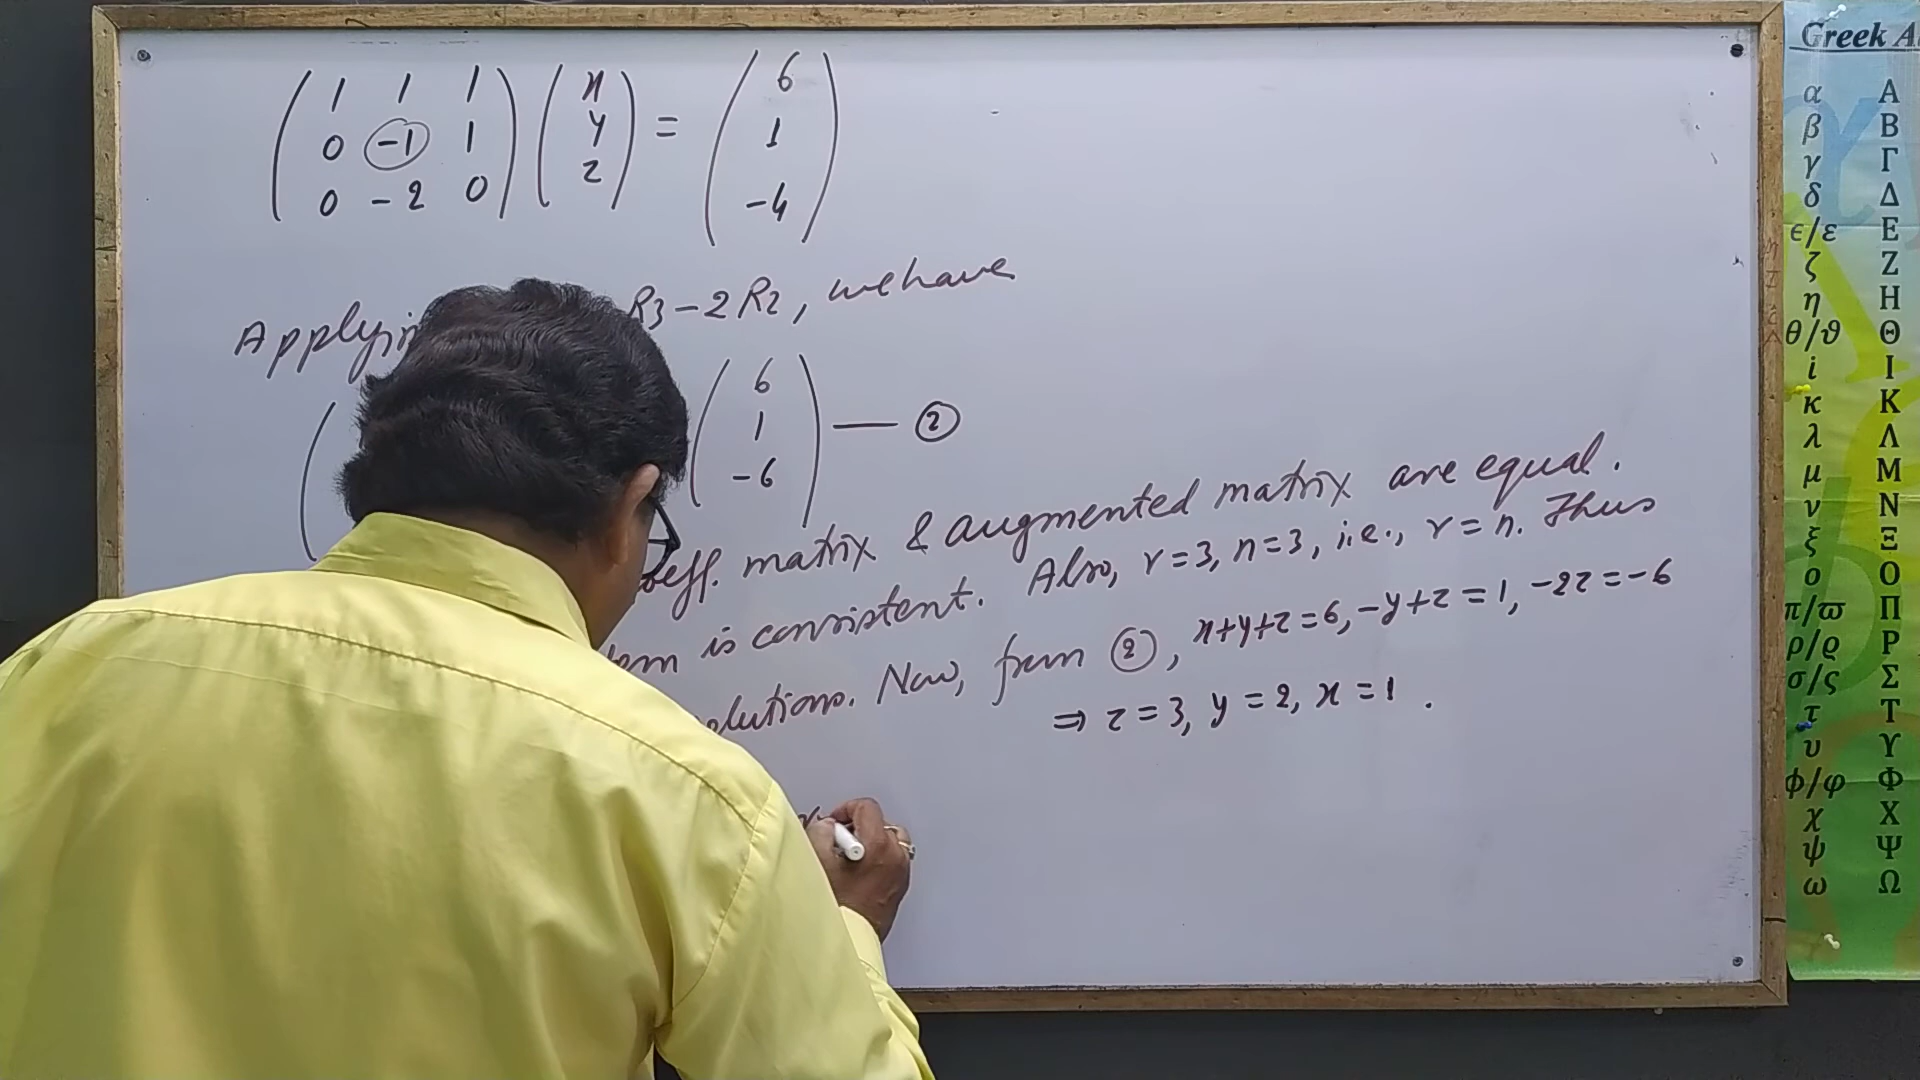 1 1 1 x 6
0 -1 1 y = 1
0 -2 0 z -4
R3-2R2, we have
6
1 — ②
-6
matrix & augmented matrix are equal.
is consistent. Also, r=3, n=3, i.e., r=n. Thus
Now, from ②, x+y+z=6, -y+z=1, -2z=-6
⇒ z=3, y=2, x=1.
Greek
α Α
β Β
γ Γ
δ Δ
ϵ/ε Ε
ζ Ζ
η Η
θ/ϑ Θ
i Ι
κ Κ
λ Λ
μ Μ
ν Ν
ξ Ξ
ο Ο
π/ϖ Π
ρ/ϱ Ρ
σ/ς Σ
τ Τ
υ Υ
ϕ/φ Φ
χ Χ
ψ Ψ
ω Ω